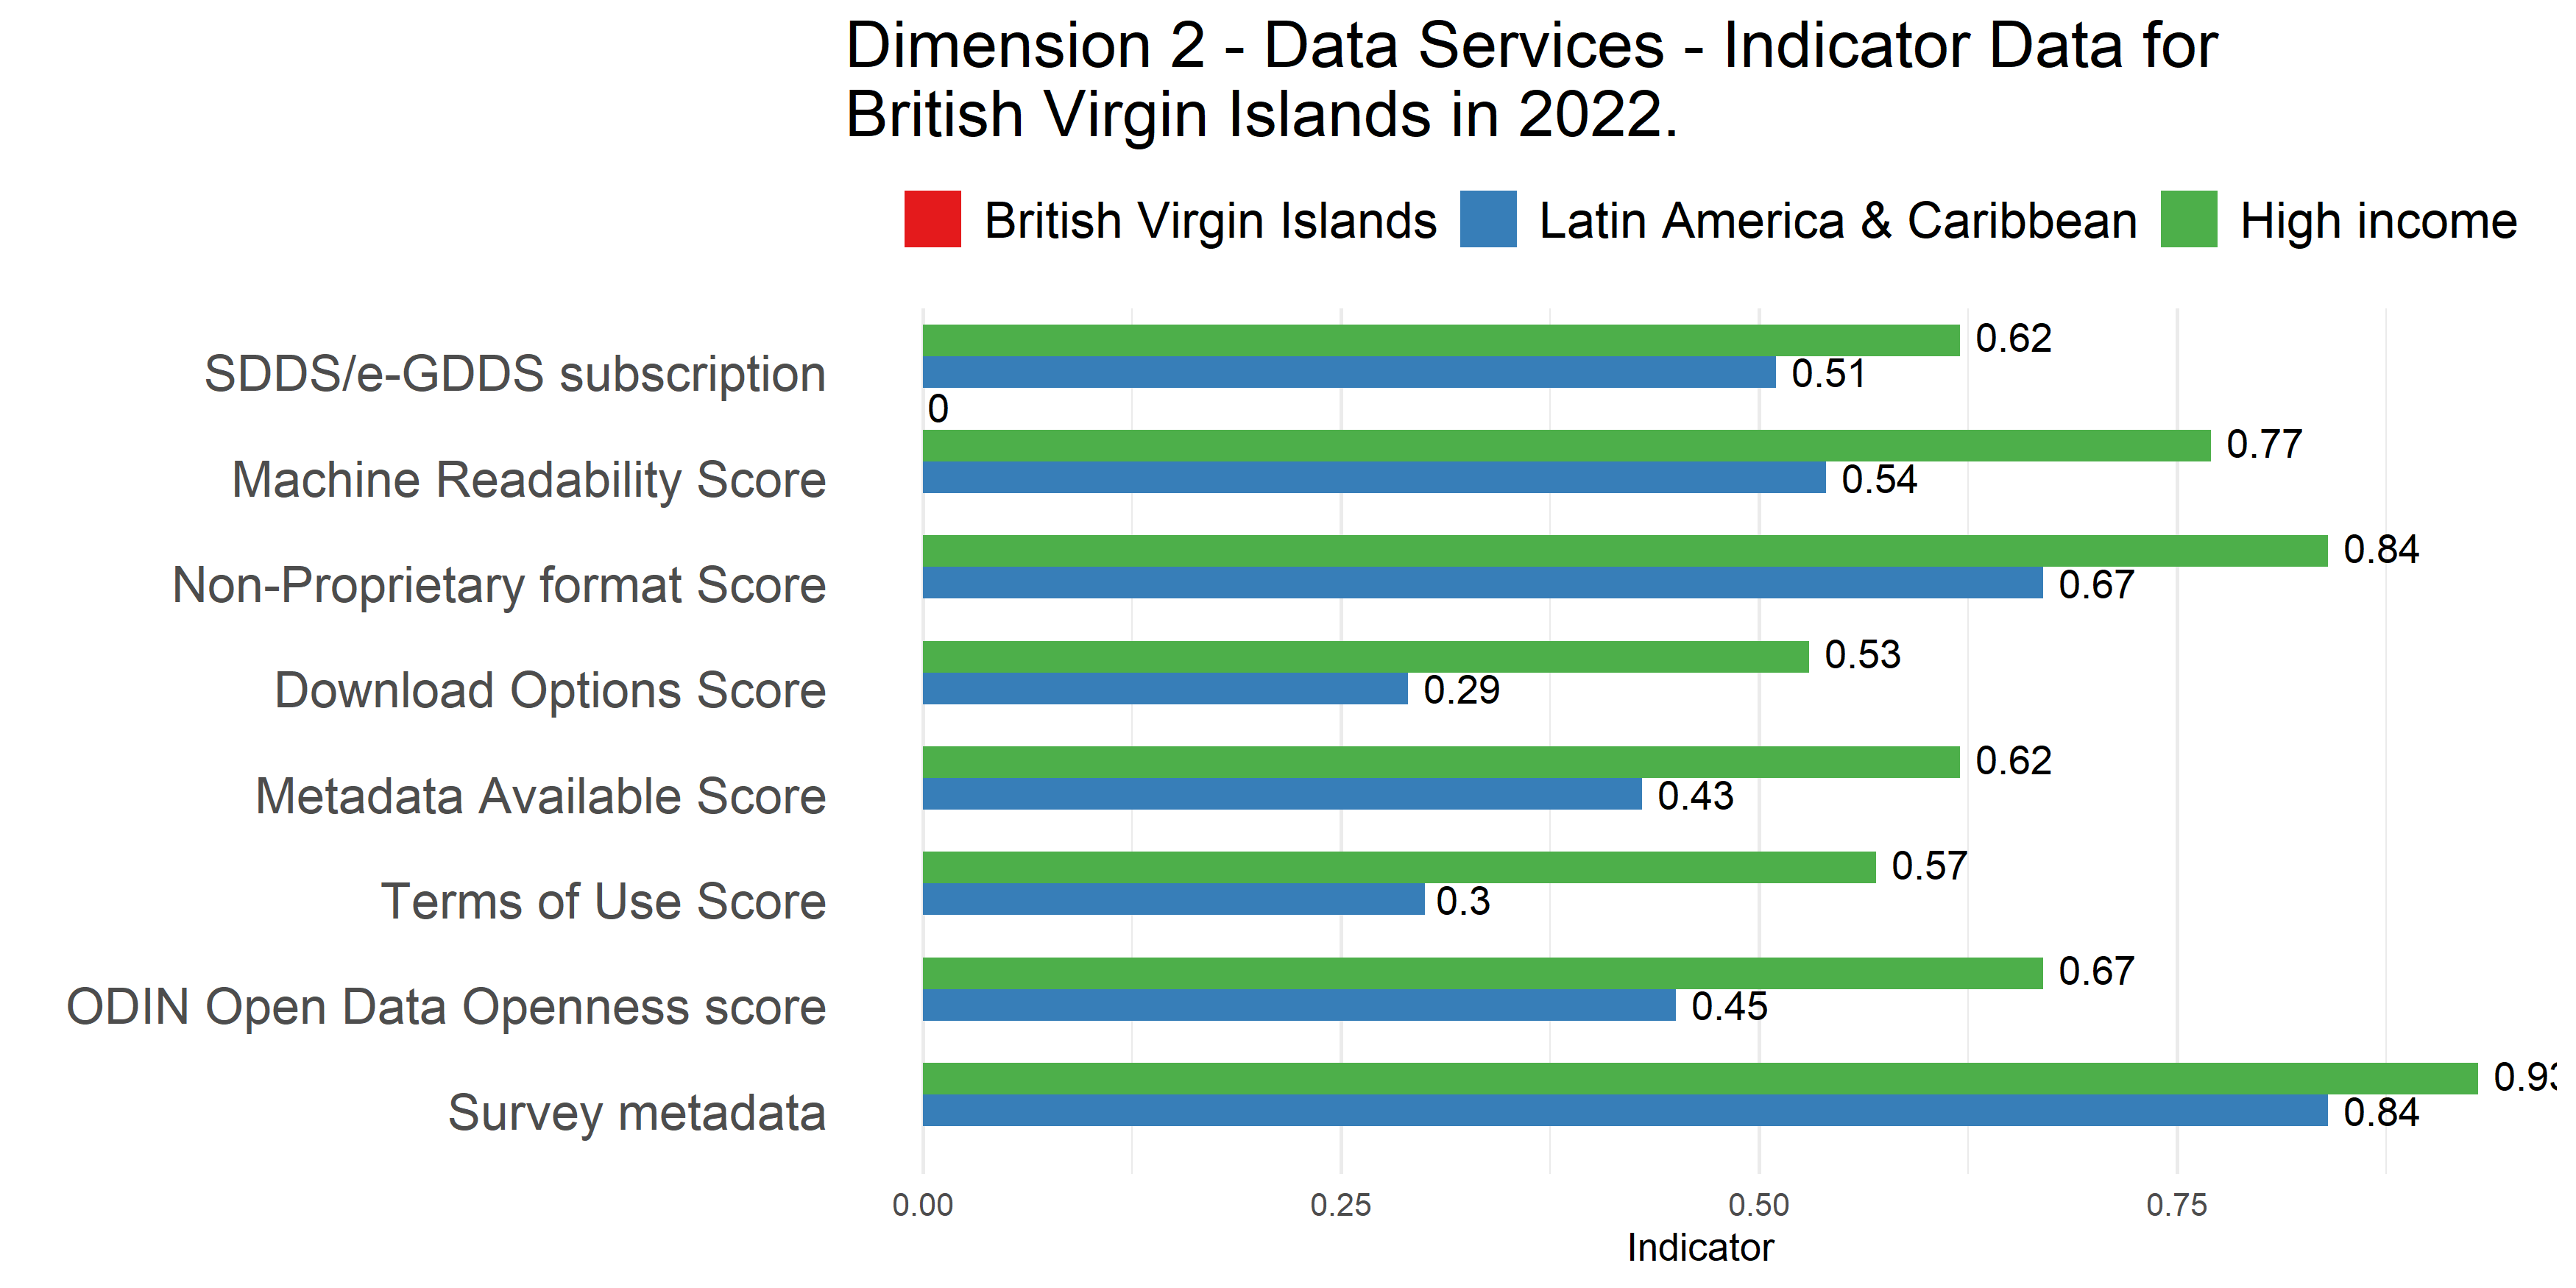 Dimension 2 - Data Services - Indicator Data for
British Virgin Islands in 2022.
British Virgin Islands Latin America & Caribbean High income
SDDS/e-GDDS subscription
0.62
0.51
0
Machine Readability Score
0.77
0.54
Non-Proprietary format Score
0.84
0.67
Download Options Score
0.53
0.29
Metadata Available Score
0.62
0.43
Terms of Use Score
0.57
0.3
ODIN Open Data Openness score
0.67
0.45
Survey metadata
0.93
0.84
0.00 0.25 0.50 0.75
Indicator